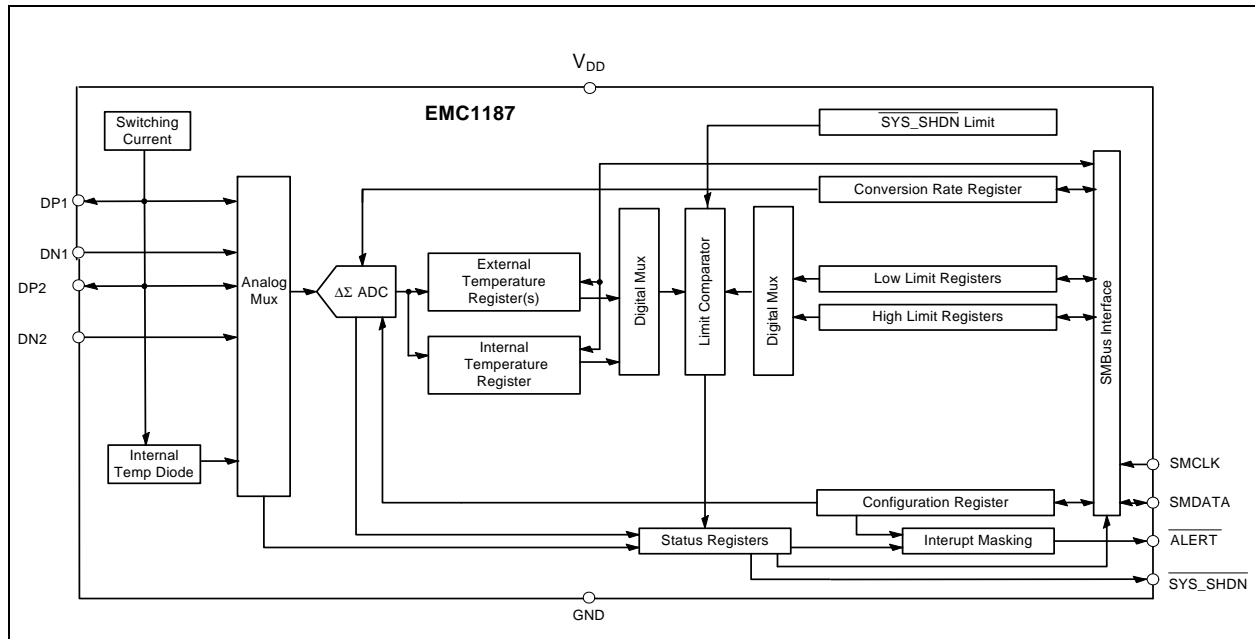 V_DD
EMC1187
Switching
Current
SYS_SHDN Limit
Conversion Rate Register
DP1
DN1
DP2
DN2
Analog
Mux
ΔΣ ADC
External
Temperature
Register(s)
Internal
Temperature
Register
Digital Mux
Limit Comparator
Digital Mux
Low Limit Registers
High Limit Registers
SMBus Interface
Internal
Temp Diode
SMCLK
Configuration Register
SMDATA
Status Registers
Interupt Masking
ALERT
SYS_SHDN
GND